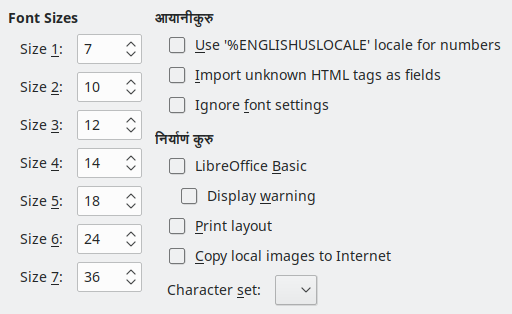 Font Sizes
Size 1: 7
Size 2: 10
Size 3: 12
Size 4: 14
Size 5: 18
Size 6: 24
Size 7: 36
आयानीकुरु
Use '%ENGLISHUSLOCALE' locale for numbers
Import unknown HTML tags as fields
Ignore font settings
निर्याणं कुरु
LibreOffice Basic
Display warning
Print layout
Copy local images to Internet
Character set: